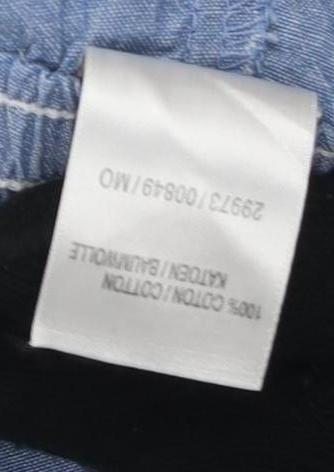 100% COTON / COTTON
KATOEN / BAUMWOLLE
29973 / 00849 / MO